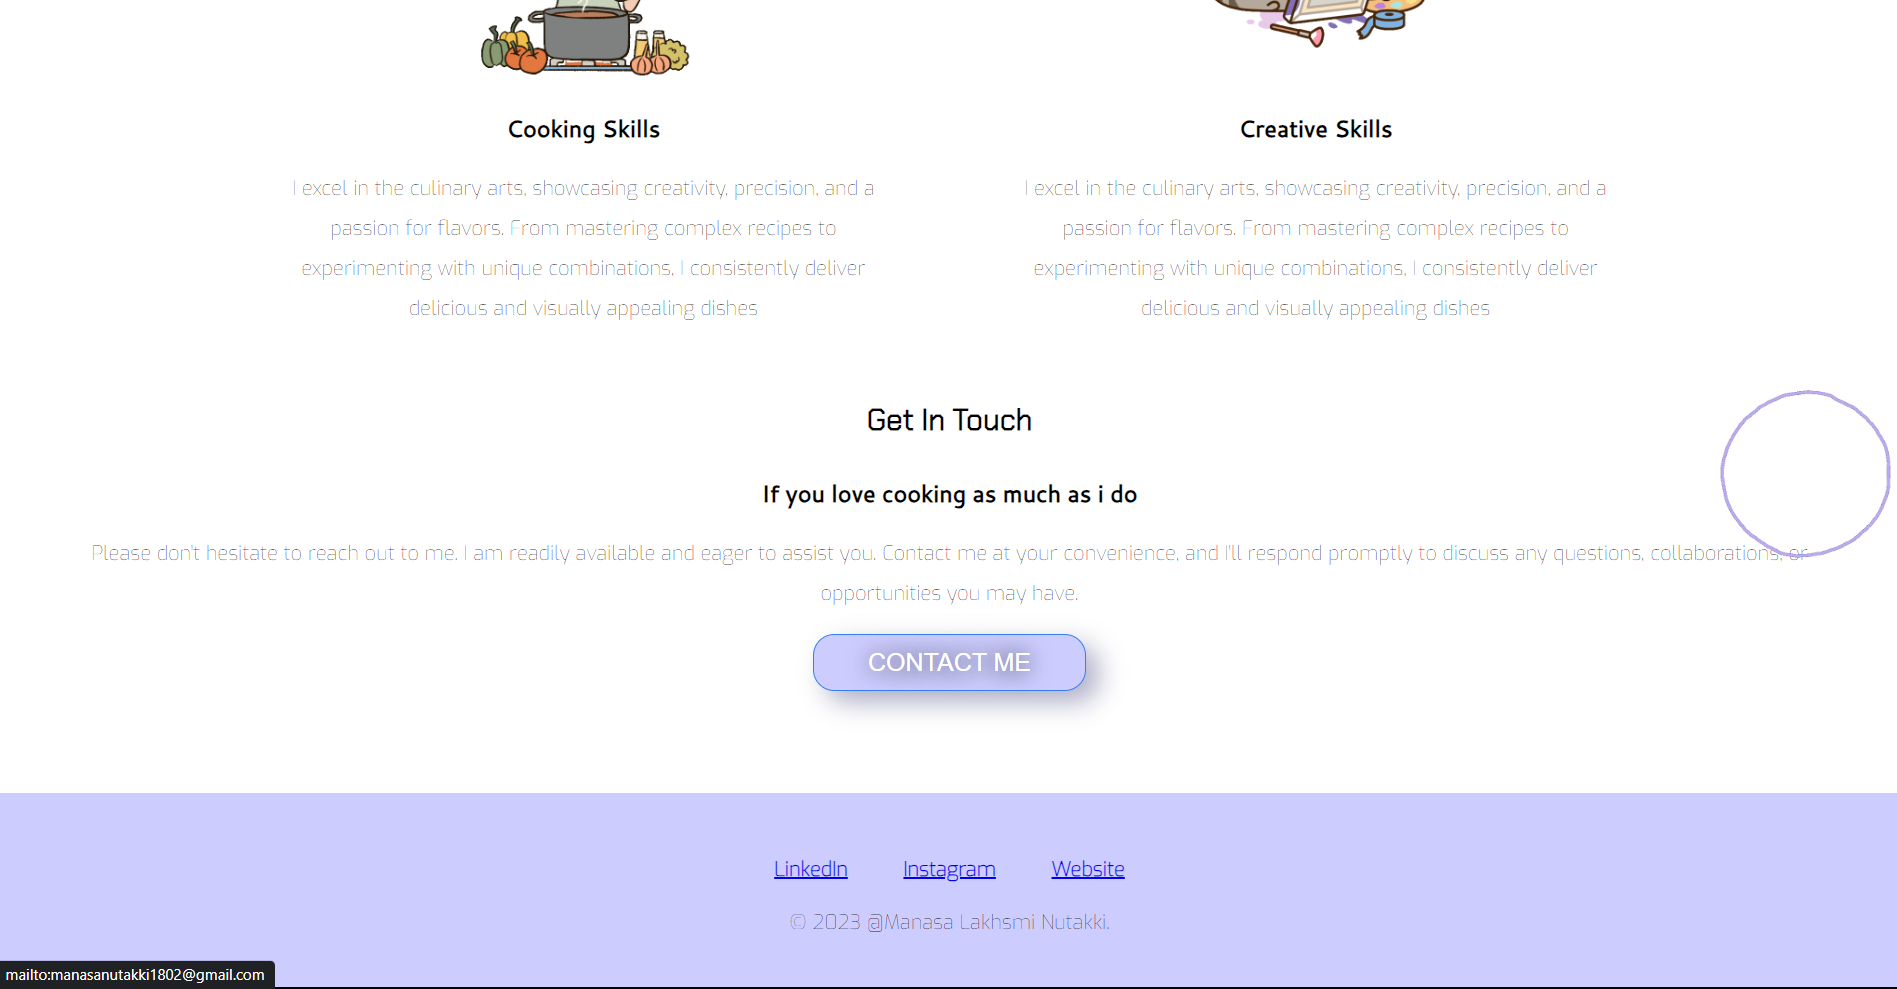 Cooking Skills
I excel in the culinary arts, showcasing creativity, precision, and a
passion for flavors. From mastering complex recipes to
experimenting with unique combinations, I consistently deliver
delicious and visually appealing dishes
Creative Skills
I excel in the culinary arts, showcasing creativity, precision, and a
passion for flavors. From mastering complex recipes to
experimenting with unique combinations, I consistently deliver
delicious and visually appealing dishes
Get In Touch
If you love cooking as much as i do
Please don't hesitate to reach out to me. I am readily available and eager to assist you. Contact me at your convenience, and I'll respond promptly to discuss any questions, collaborations, or
opportunities you may have.
CONTACT ME
LinkedIn Instagram Website
© 2023 @Manasa Lakhsmi Nutakki.
mailto:manasanutakki1802@gmail.com